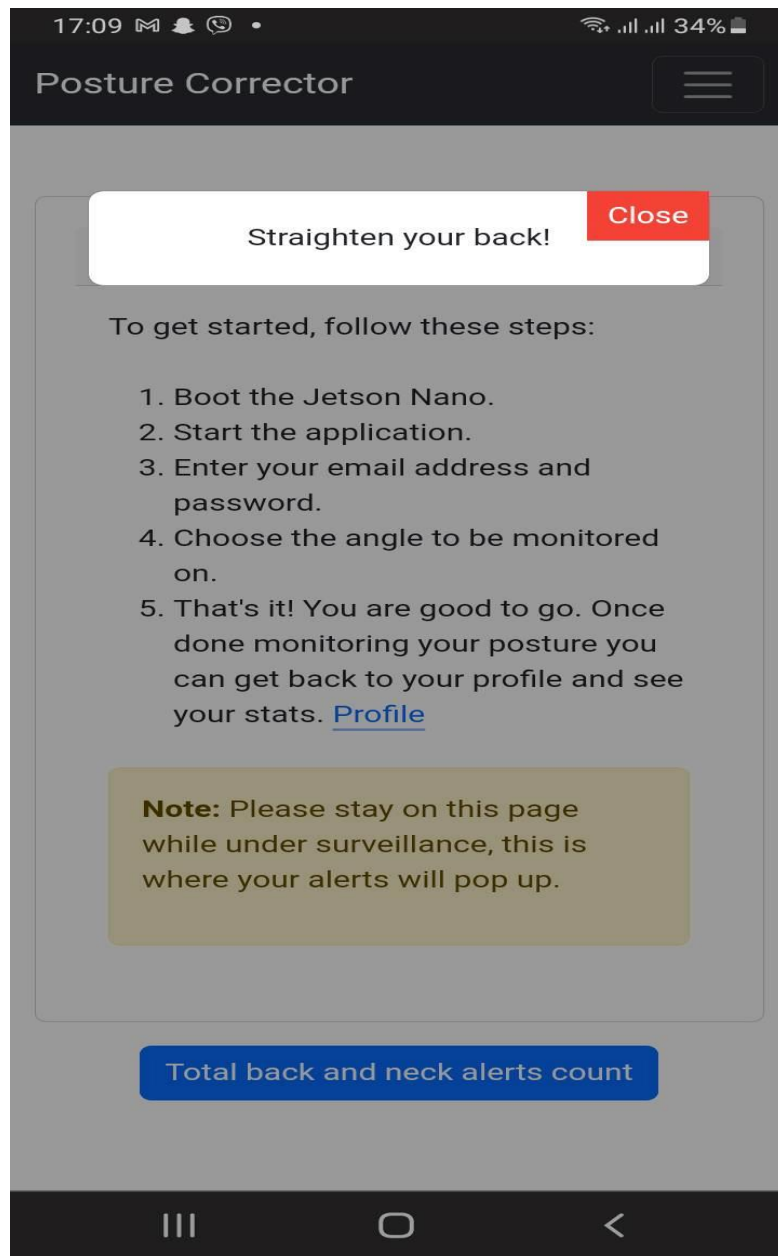 17:09 34%
Posture Corrector
Close
Straighten your back!
To get started, follow these steps:
1. Boot the Jetson Nano.
2. Start the application.
3. Enter your email address and
password.
4. Choose the angle to be monitored
on.
5. That's it! You are good to go. Once
done monitoring your posture you
can get back to your profile and see
your stats. Profile
Note: Please stay on this page
while under surveillance, this is
where your alerts will pop up.
Total back and neck alerts count